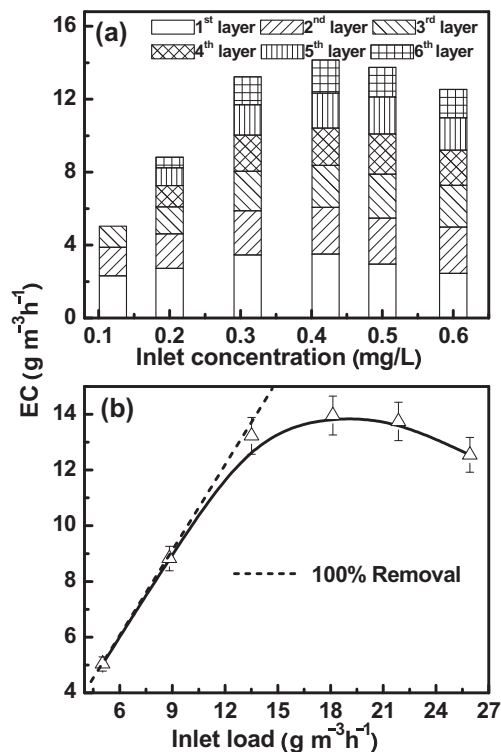 16
(a)
1st layer 2nd layer 3rd layer
4th layer 5th layer 6th layer
12
8
4
0
0.1 0.2 0.3 0.4 0.5 0.6
Inlet concentration (mg/L)
EC (g m⁻³h⁻¹)
(b)
14
12
10
8
6
4
100% Removal
6 9 12 15 18 21 24 27
Inlet load (g m⁻³h⁻¹)